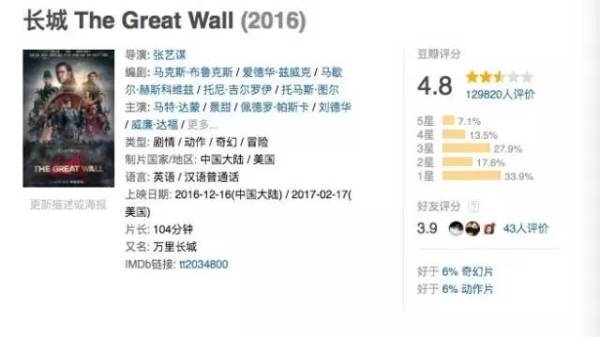 长城 The Great Wall (2016)
THE GREAT WALL
更新描述或海报
导演: 张艺谋
编剧: 马克斯·布鲁克斯 / 爱德华·兹威克 / 马歇
尔·赫斯科维兹 / 托尼·吉尔罗伊 / 托马斯·图尔
主演: 马特·达蒙 / 景甜 / 佩德罗·帕斯卡 / 刘德华
/ 威廉·达福 / 更多...
类型: 剧情 / 动作 / 奇幻 / 冒险
制片国家/地区: 中国大陆 / 美国
语言: 英语 / 汉语普通话
上映日期: 2016-12-16(中国大陆) / 2017-02-17(
美国)
片长: 104分钟
又名: 万里长城
IMDb链接: tt2034800
豆瓣评分
4.8
129820人评价
5星 7.1%
4星 13.5%
3星 27.9%
2星 17.6%
1星 33.9%
好友评分 ?
3.9 43人评价
好于 6% 奇幻片
好于 6% 动作片